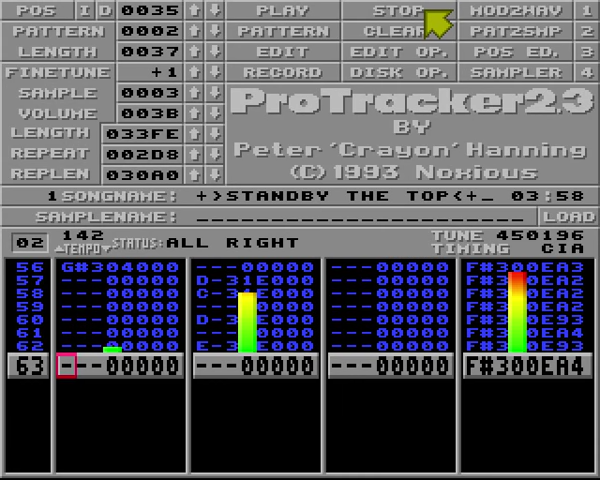 POS I D 0035 PLAY STOP MOD2WAV 1
PATTERN 0002 PATTERN CLEAR PAT2SMP 2
LENGTH 0037 EDIT EDIT OP. POS ED. 3
FINETUNE +1 RECORD DISK OP. SAMPLER 4
SAMPLE 0003 ProTracker2.3
VOLUME 003B BY
LENGTH 033FE Peter 'Crayon' Hanning
REPEAT 002D8 (C) 1993 Noxious
REPLEN 030A0
1 SONGNAME: +>STANDBY THE TOP<+_ 03:58
SAMPLENAME: ______________________ LOAD
02 142 TEMPO STATUS: ALL RIGHT TUNE 450196
TIMING CIA
56 G#304000 ---00000 ---00000 F#300EA3
57 ---00000 D-31E000 ---00000 F#300EA2
58 ---00000 ---00000 F#300EA2
59 ---00000 ---00000 ---00000 F#300EA2
60 ---00000 ---00000 F#300E93
61 ---00000 ---00000 ---00000 F#300EA4
62 ---00000 ---00000 F#300E93
63 ---00000 ---00000 ---00000 F#300EA4